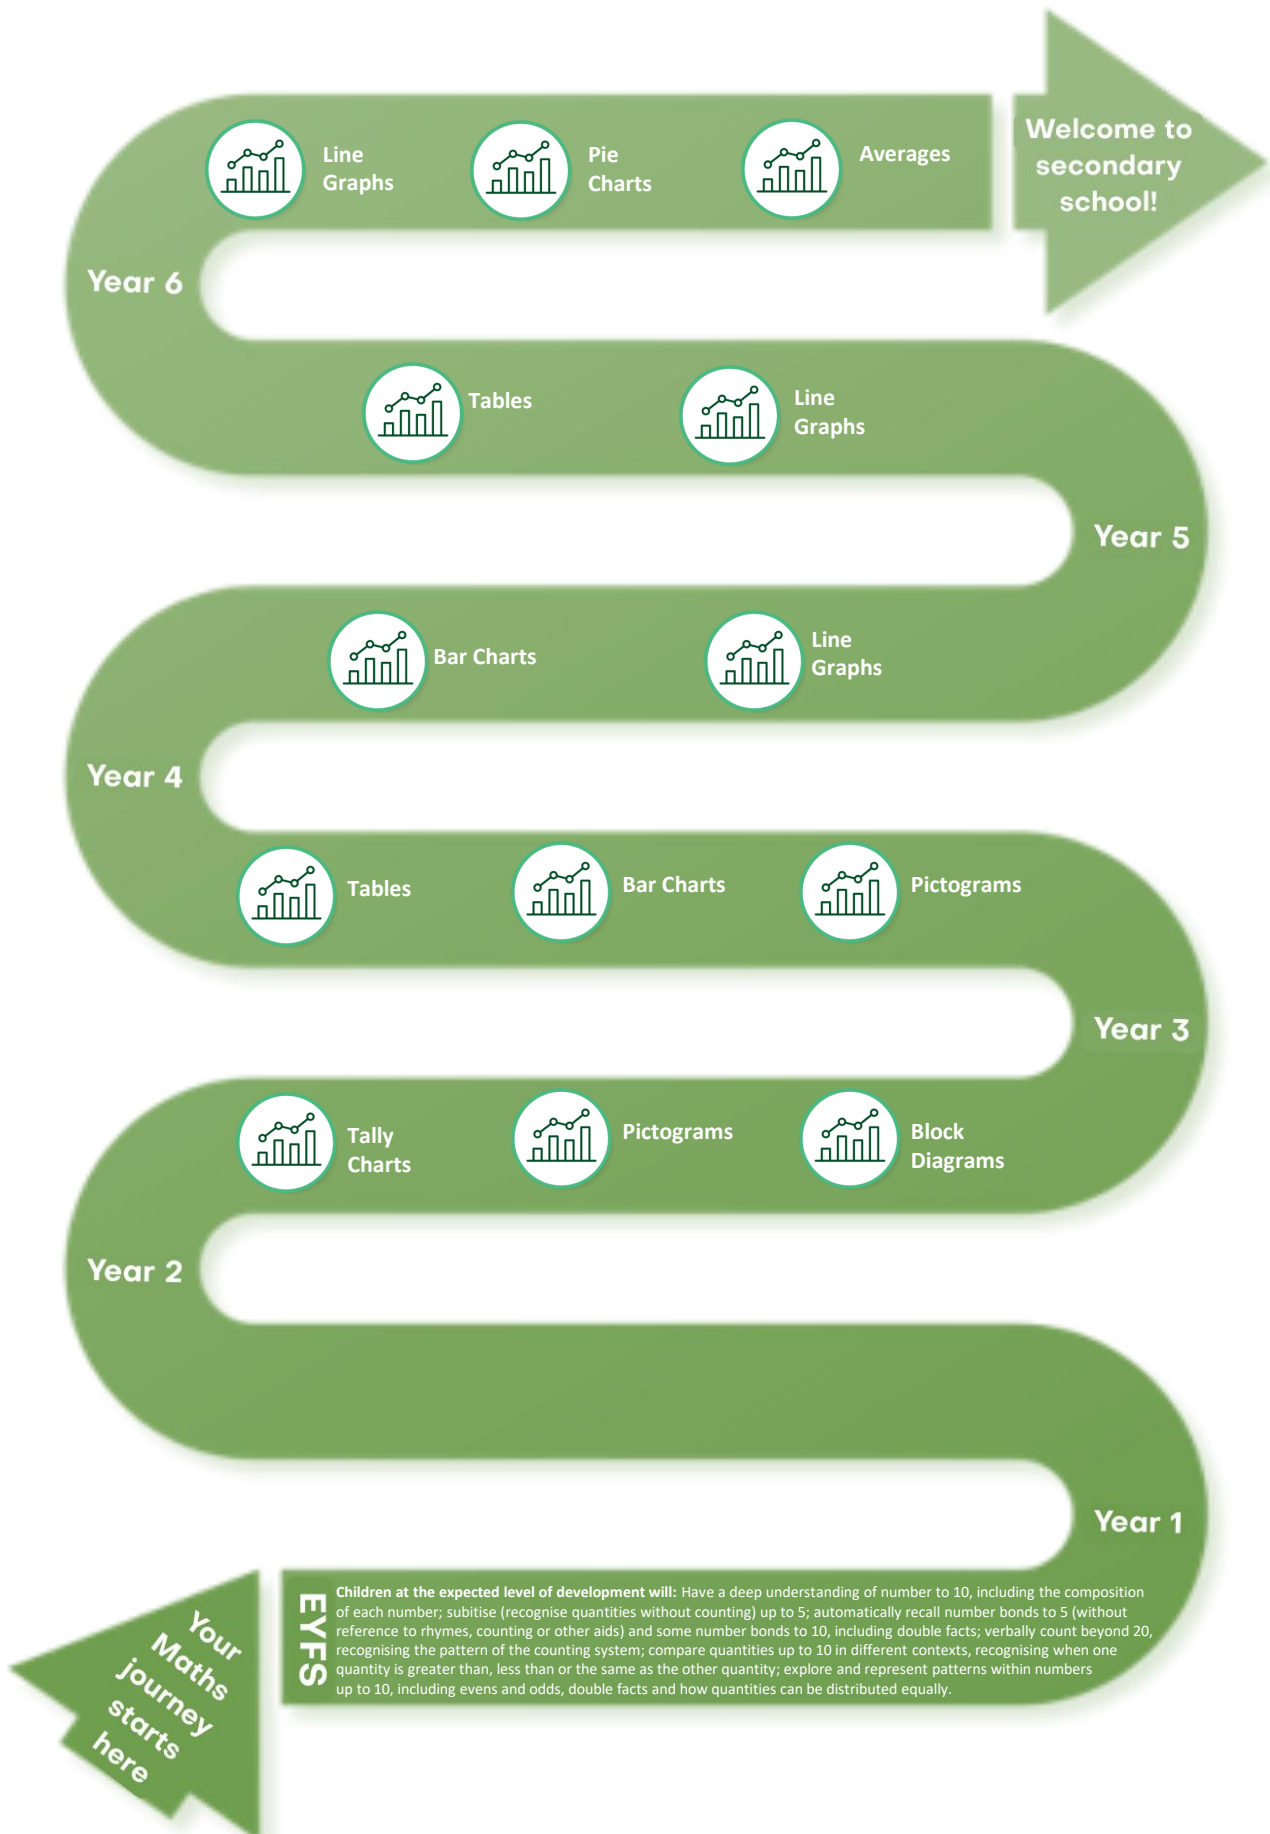 Welcome to
secondary
school!
Line
Graphs
Pie
Charts
Averages
Year 6
Tables
Line
Graphs
Year 5
Bar Charts
Line
Graphs
Year 4
Tables
Bar Charts
Pictograms
Year 3
Tally
Charts
Pictograms
Block
Diagrams
Year 2
Year 1
EYFS
Children at the expected level of development will: Have a deep understanding of number to 10, including the composition
of each number; subitise (recognise quantities without counting) up to 5; automatically recall number bonds to 5 (without
reference to rhymes, counting or other aids) and some number bonds to 10, including double facts; verbally count beyond 20,
recognising the pattern of the counting system; compare quantities up to 10 in different contexts, recognising when one
quantity is greater than, less than or the same as the other quantity; explore and represent patterns within numbers
up to 10, including evens and odds, double facts and how quantities can be distributed equally.
Your
Maths
journey
starts
here